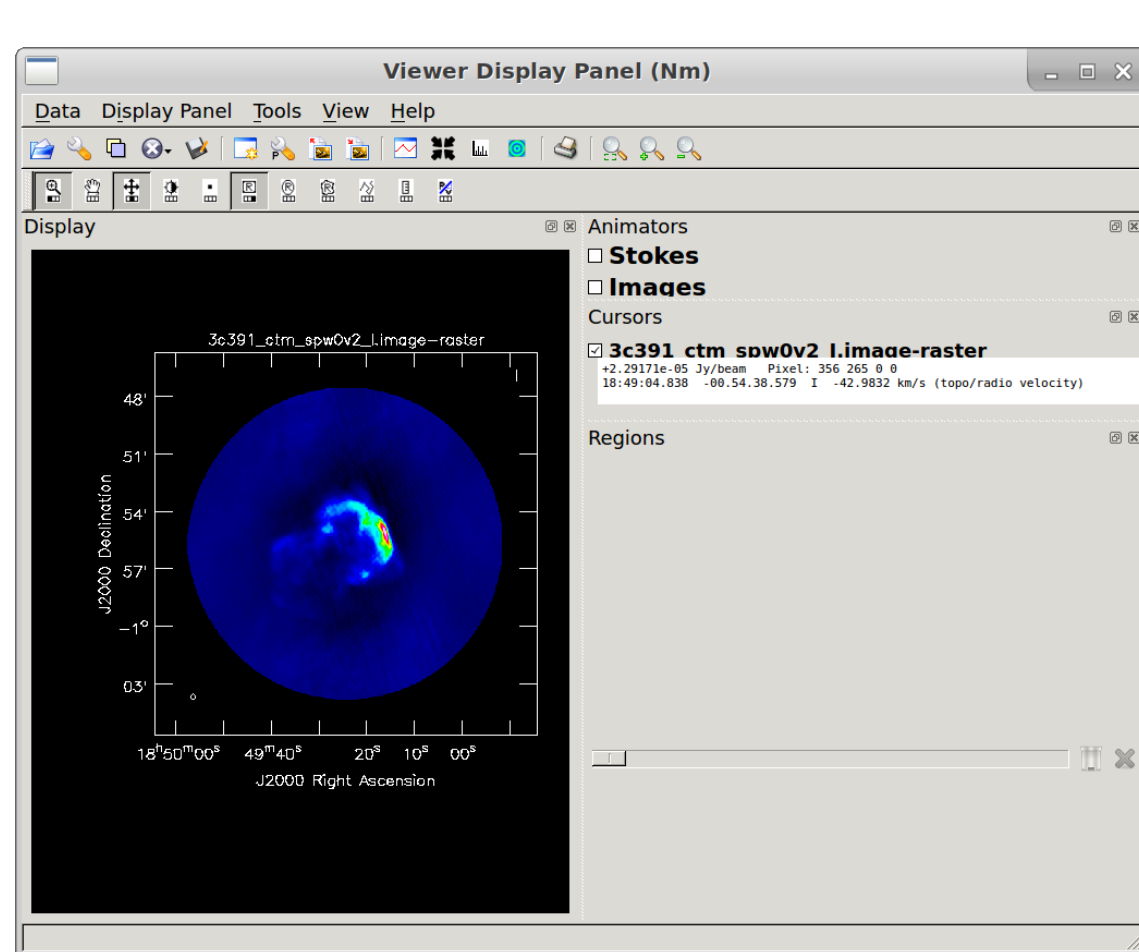 Viewer Display Panel (Nm)
Data Display Panel Tools View Help
Display
3c391_ctm_spw0v2_I.image-raster
48'
51'
54'
57'
-1°
03'
J2000 Declination
18ʰ50ᵐ00ˢ 49ᵐ40ˢ 20ˢ 10ˢ 00ˢ
J2000 Right Ascension
Animators
Stokes
Images
Cursors
3c391_ctm_spw0v2_I.image-raster
+2.29171e-05 Jy/beam Pixel: 356 265 0 0
18:49:04.838 -00.54.38.579 I -42.9832 km/s (topo/radio velocity)
Regions